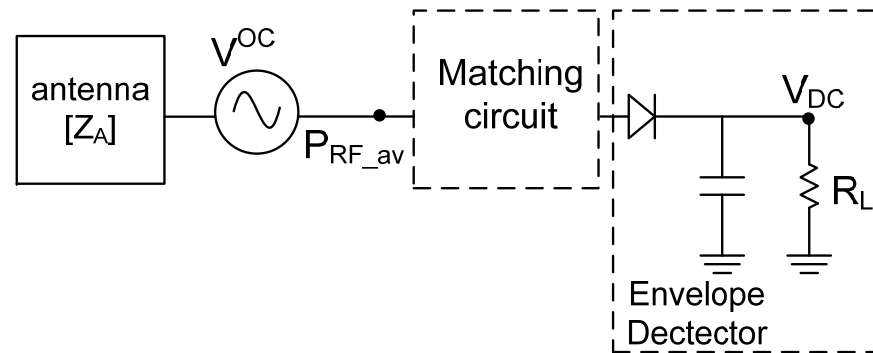 antenna
[Z_A]
V^OC
P_RF_av
Matching
circuit
V_DC
R_L
Envelope
Dectector